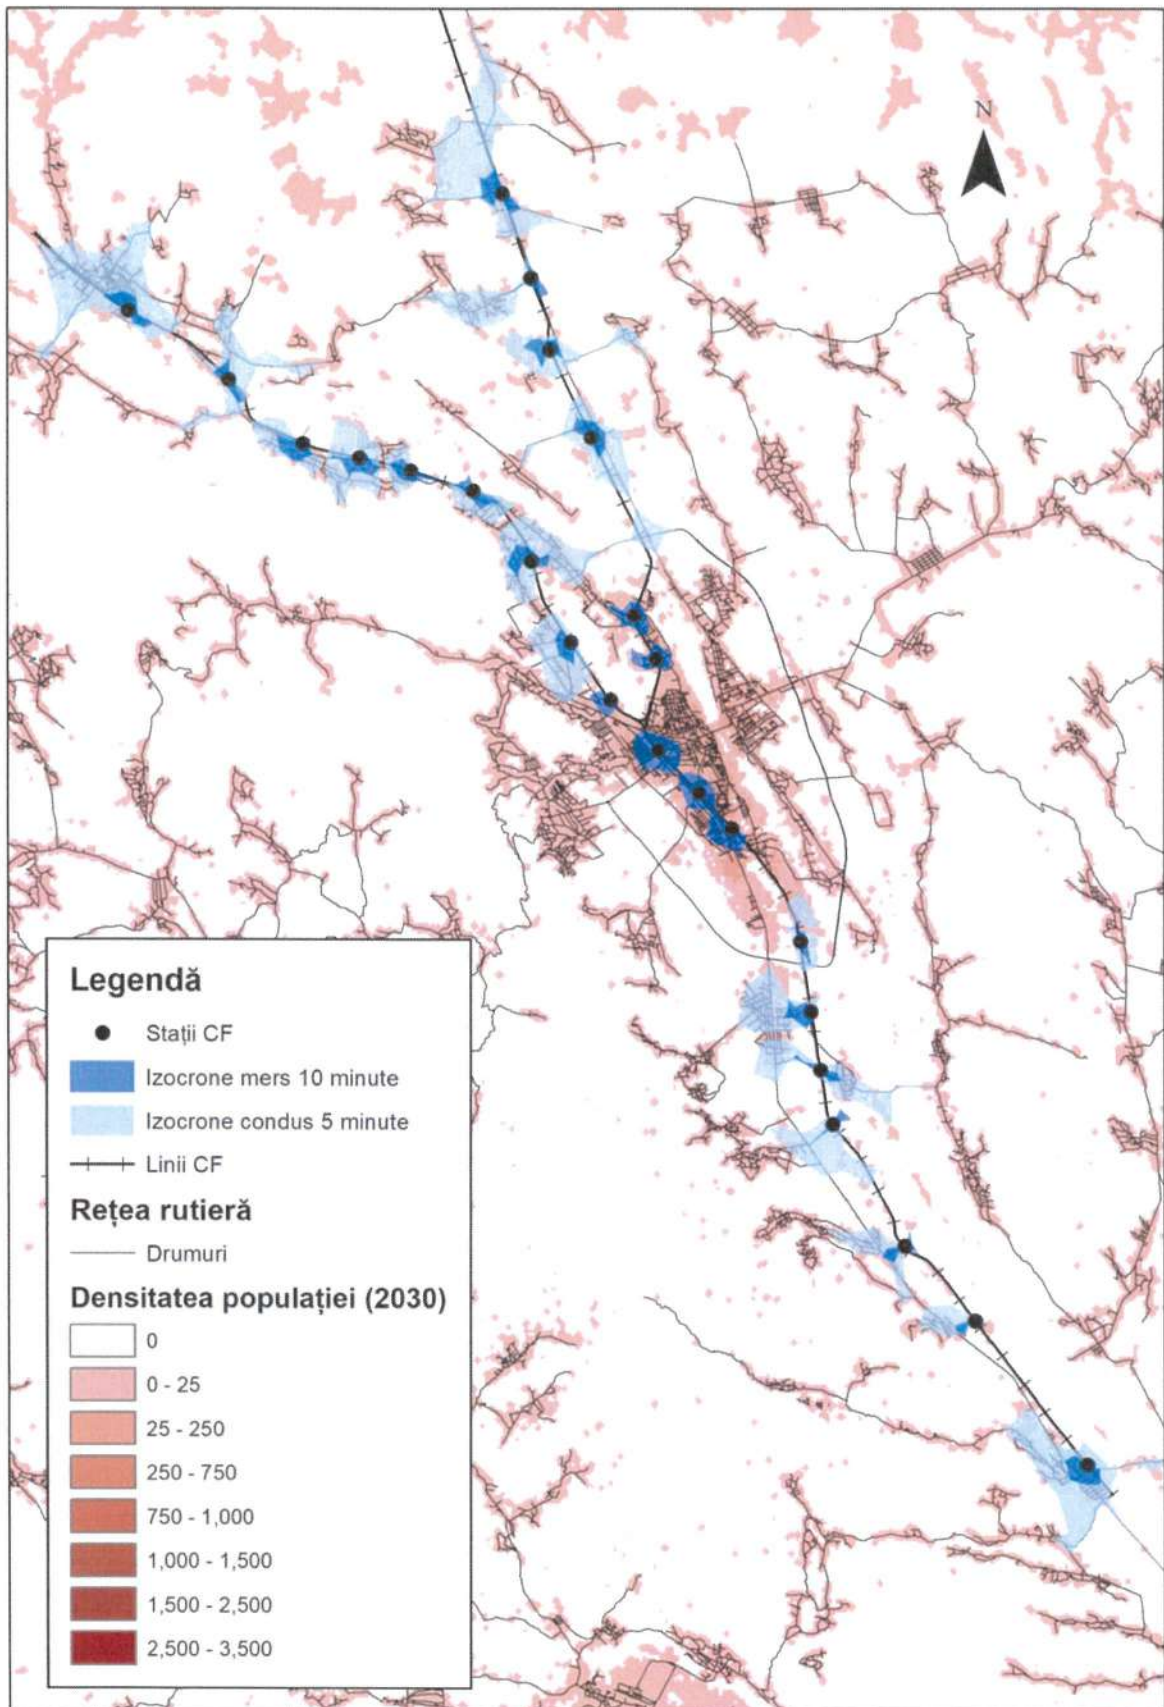 N
Legendă
Stații CF
Izocrone mers 10 minute
Izocrone condus 5 minute
Linii CF
Rețea rutieră
Drumuri
Densitatea populației (2030)
0
0 - 25
25 - 250
250 - 750
750 - 1,000
1,000 - 1,500
1,500 - 2,500
2,500 - 3,500